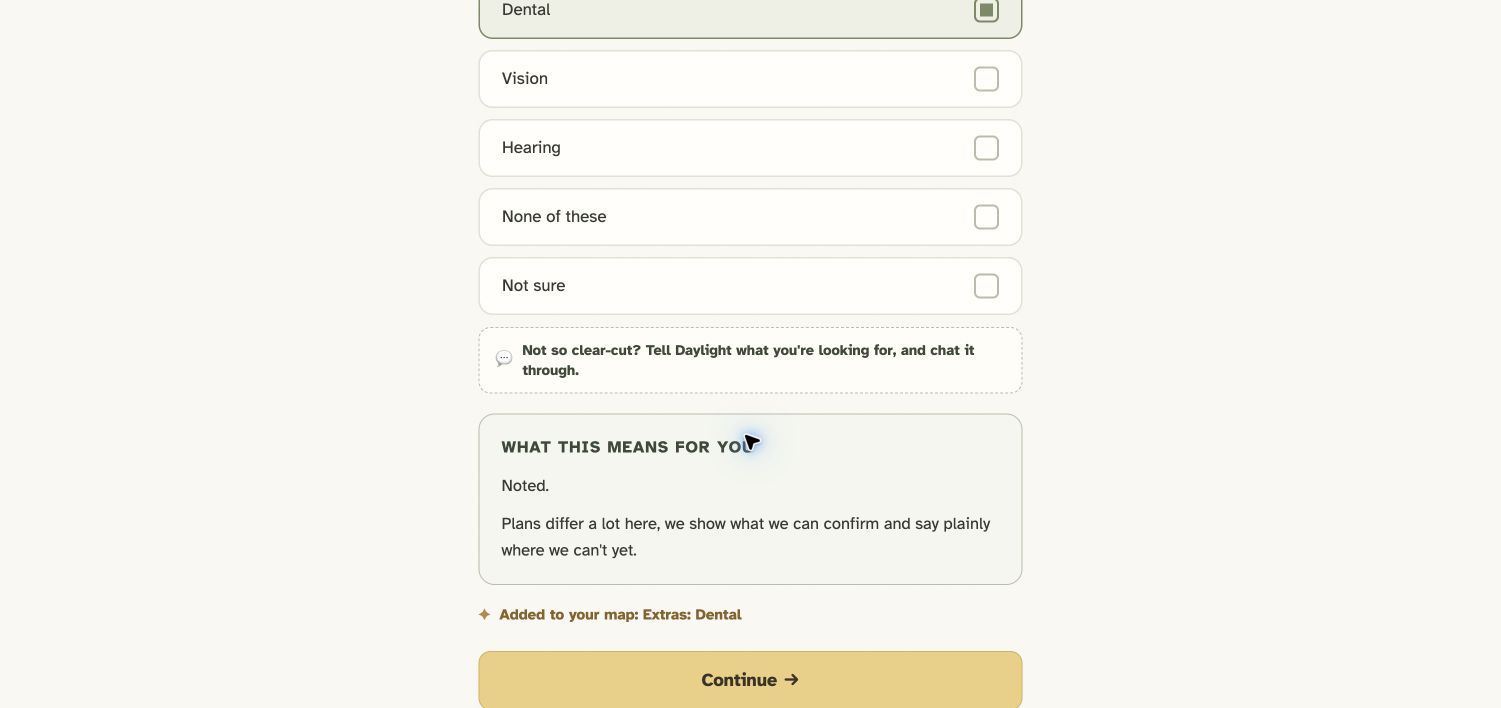 Dental
Vision
Hearing
None of these
Not sure
Not so clear-cut? Tell Daylight what you're looking for, and chat it
through.
WHAT THIS MEANS FOR YOU
Noted.
Plans differ a lot here, we show what we can confirm and say plainly
where we can't yet.
Added to your map: Extras: Dental
Continue →